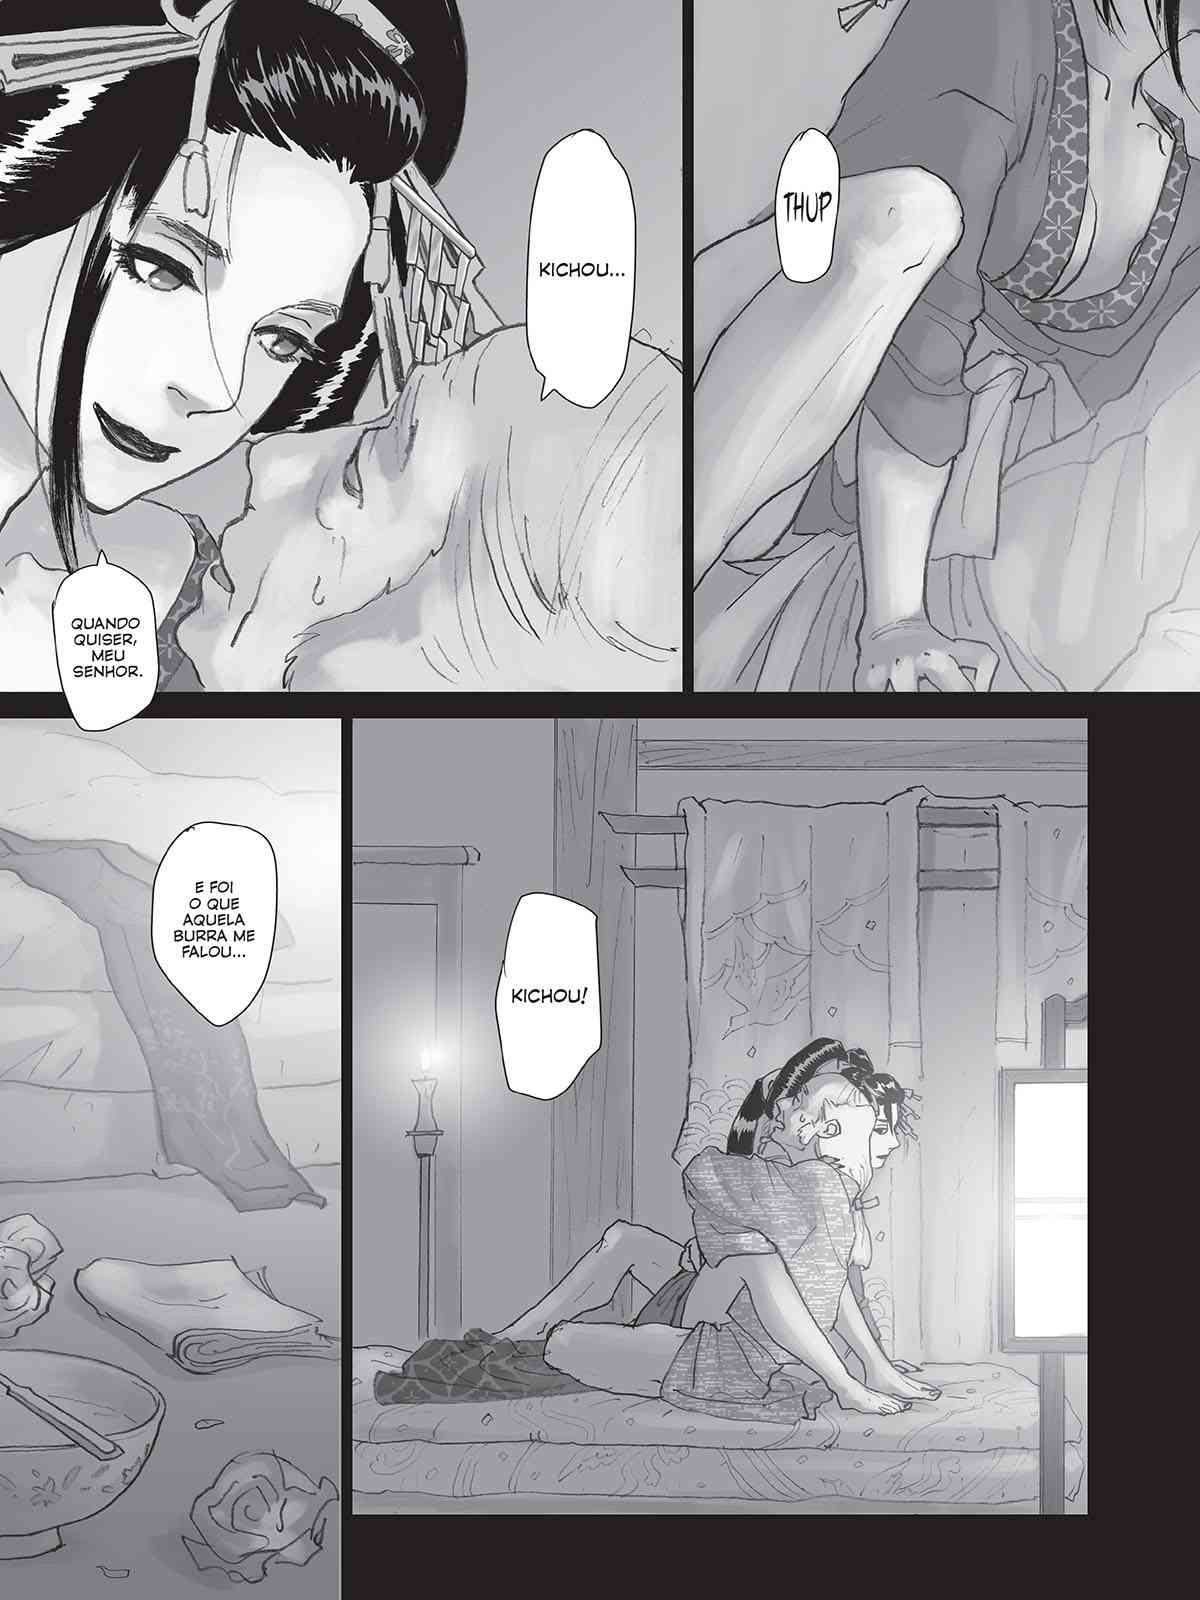 THUP
KICHOU...
QUANDO
QUISER,
MEU
SENHOR.
KICHOU!
E FOI
O QUE
AQUELA
BURRA ME
FALOU...